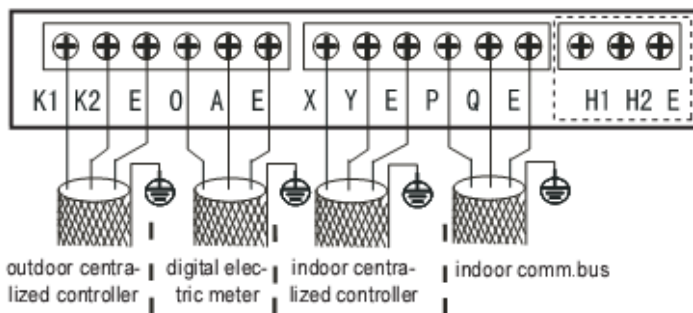 K1 K2 E O A E X Y E P Q E H1 H2 E
outdoor centra-
lized controller
digital elec-
tric meter
indoor centra-
lized controller
indoor comm.bus